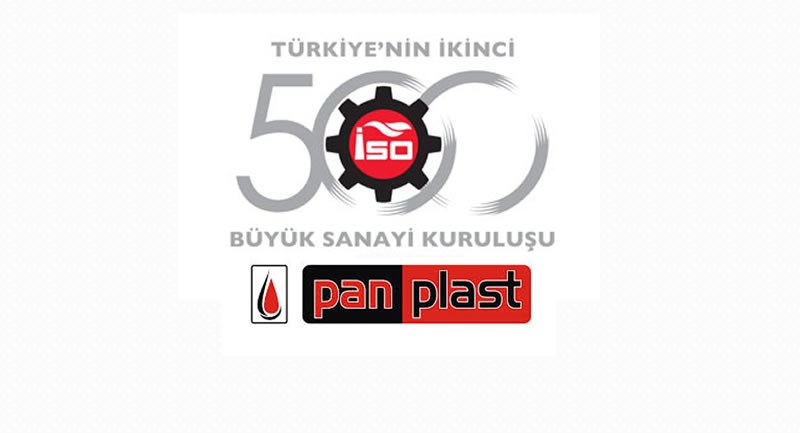 TÜRKİYE'NİN İKİNCİ
500
İSO
BÜYÜK SANAYİ KURULUŞU
pan plast